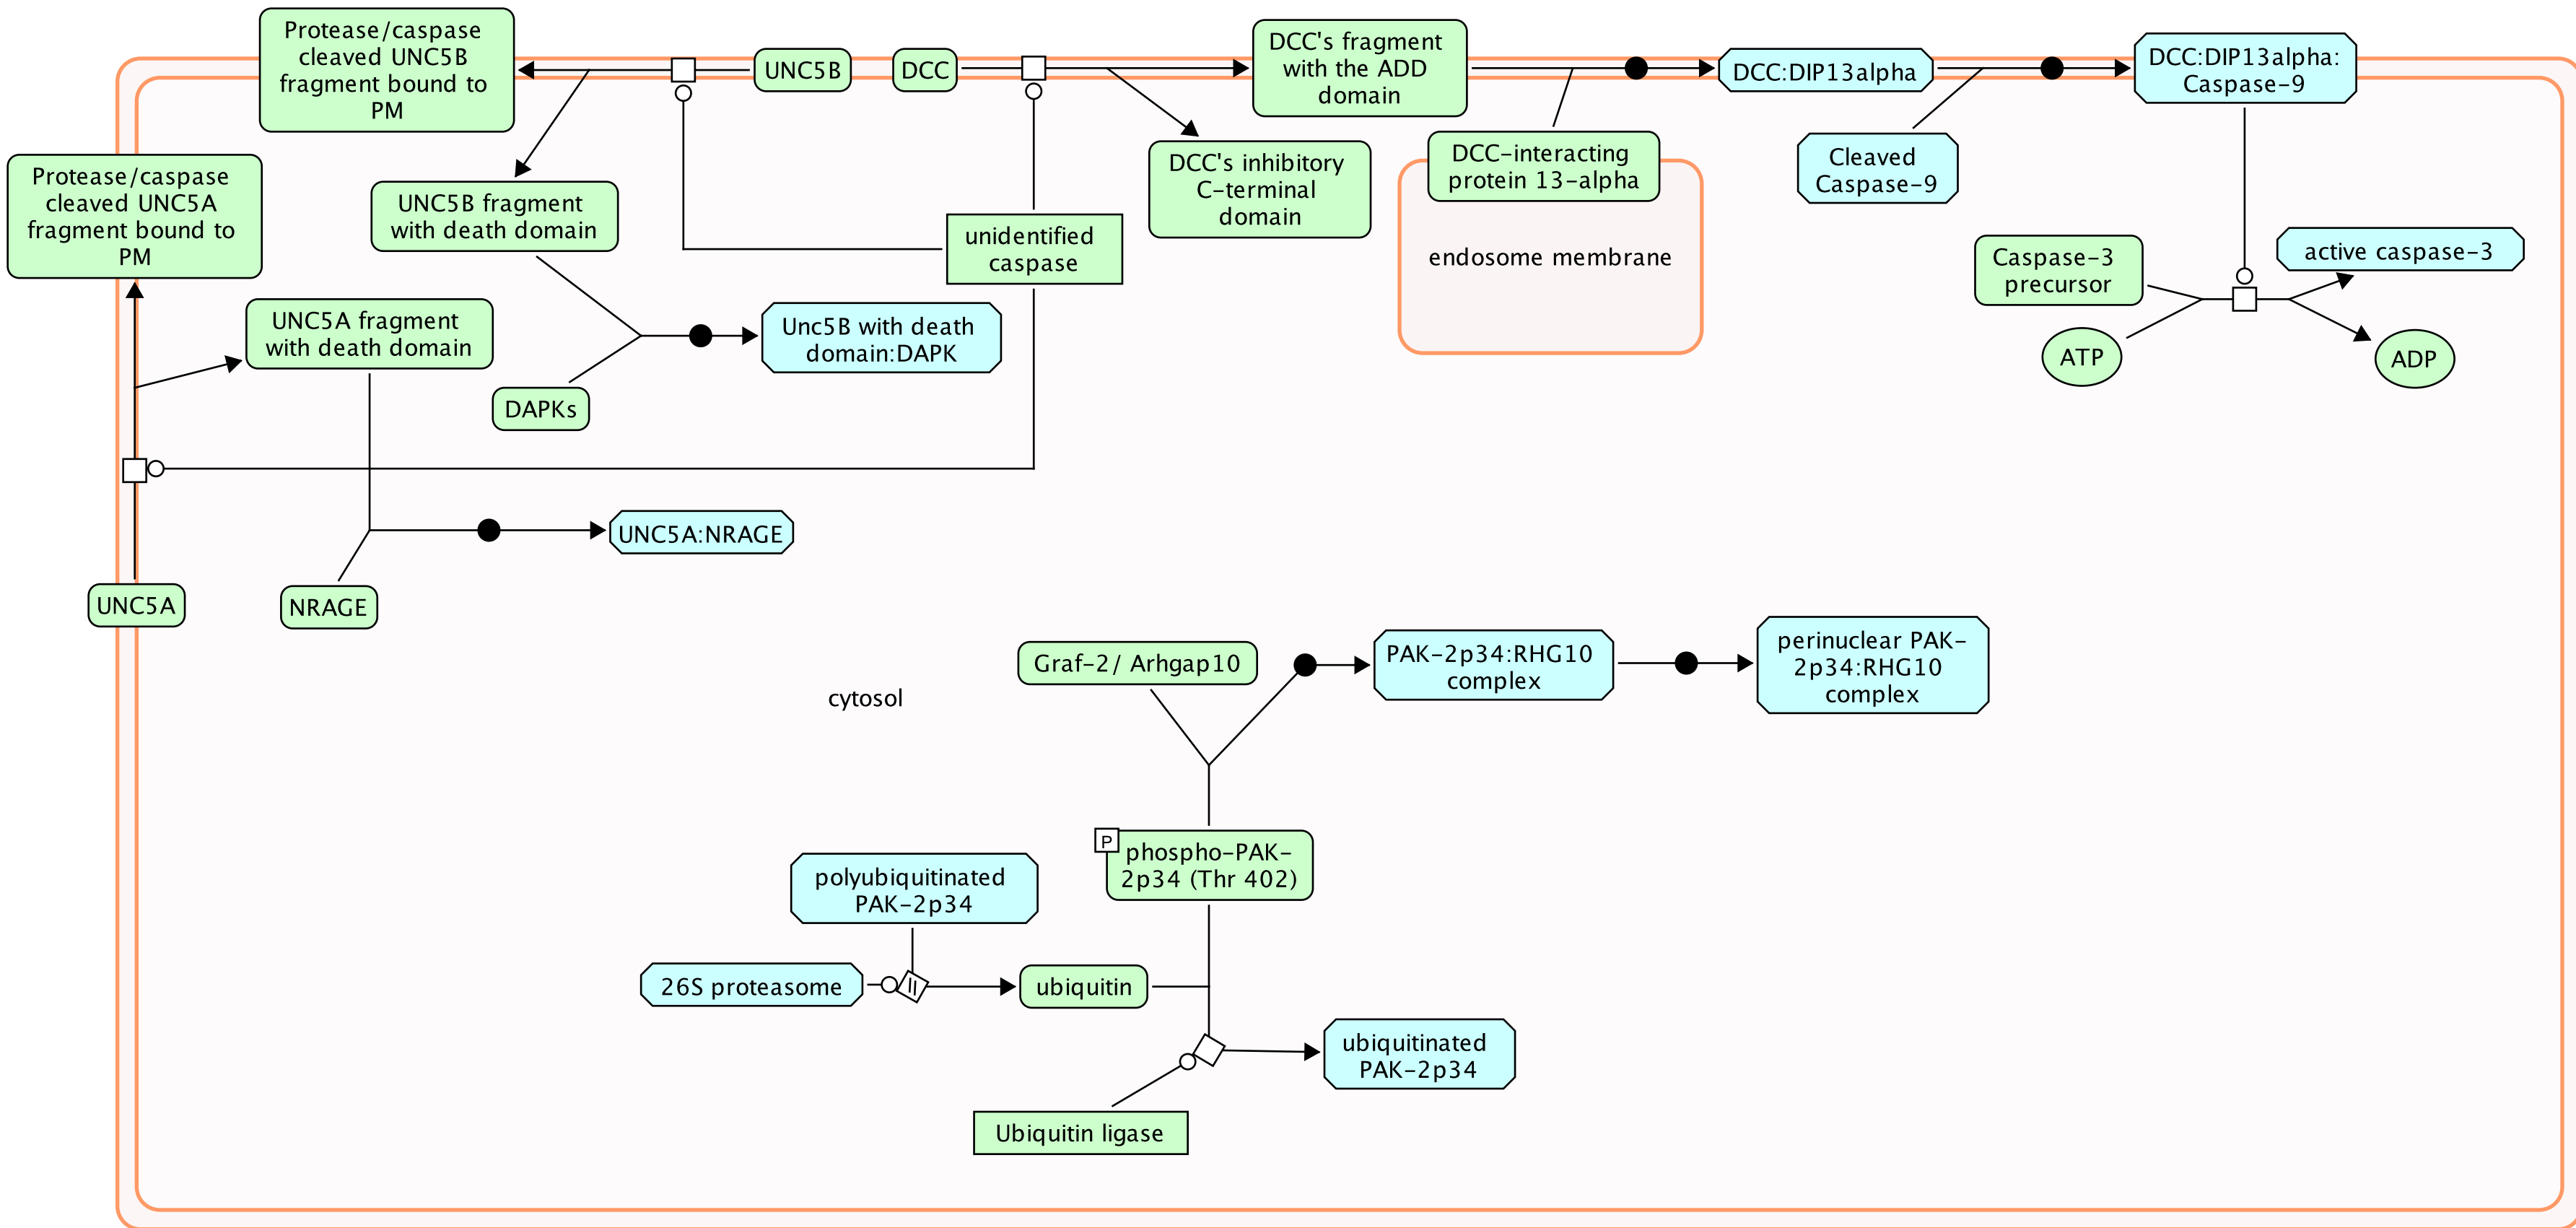 Protease/caspase
cleaved UNC5B
fragment bound to
PM
UNC5B
DCC
DCC's fragment
with the ADD
domain
DCC:DIP13alpha
DCC:DIP13alpha:
Caspase-9
Protease/caspase
cleaved UNC5A
fragment bound to
PM
UNC5B fragment
with death domain
unidentified
caspase
DCC's inhibitory
C-terminal
domain
DCC-interacting
protein 13-alpha
endosome membrane
Cleaved
Caspase-9
Caspase-3
precursor
active caspase-3
ATP
ADP
UNC5A fragment
with death domain
Unc5B with death
domain:DAPK
DAPKs
UNC5A:NRAGE
UNC5A
NRAGE
cytosol
Graf-2/ Arhgap10
PAK-2p34:RHG10
complex
perinuclear PAK-
2p34:RHG10
complex
P
phospho-PAK-
2p34 (Thr 402)
polyubiquitinated
PAK-2p34
26S proteasome
ubiquitin
ubiquitinated
PAK-2p34
Ubiquitin ligase